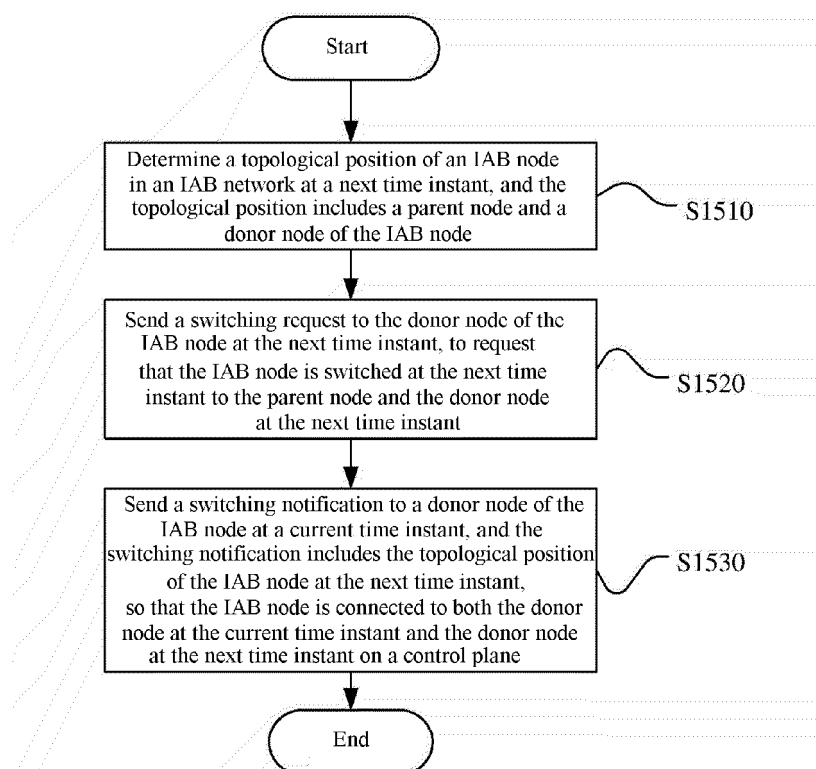 Start
Determine a topological position of an IAB node
in an IAB network at a next time instant, and the
topological position includes a parent node and a
donor node of the IAB node
S1510
Send a switching request to the donor node of the
IAB node at the next time instant, to request
that the IAB node is switched at the next time
instant to the parent node and the donor node
at the next time instant
S1520
Send a switching notification to a donor node of the
IAB node at a current time instant, and the
switching notification includes the topological position
of the IAB node at the next time instant,
so that the IAB node is connected to both the donor
node at the current time instant and the donor node
at the next time instant on a control plane
S1530
End